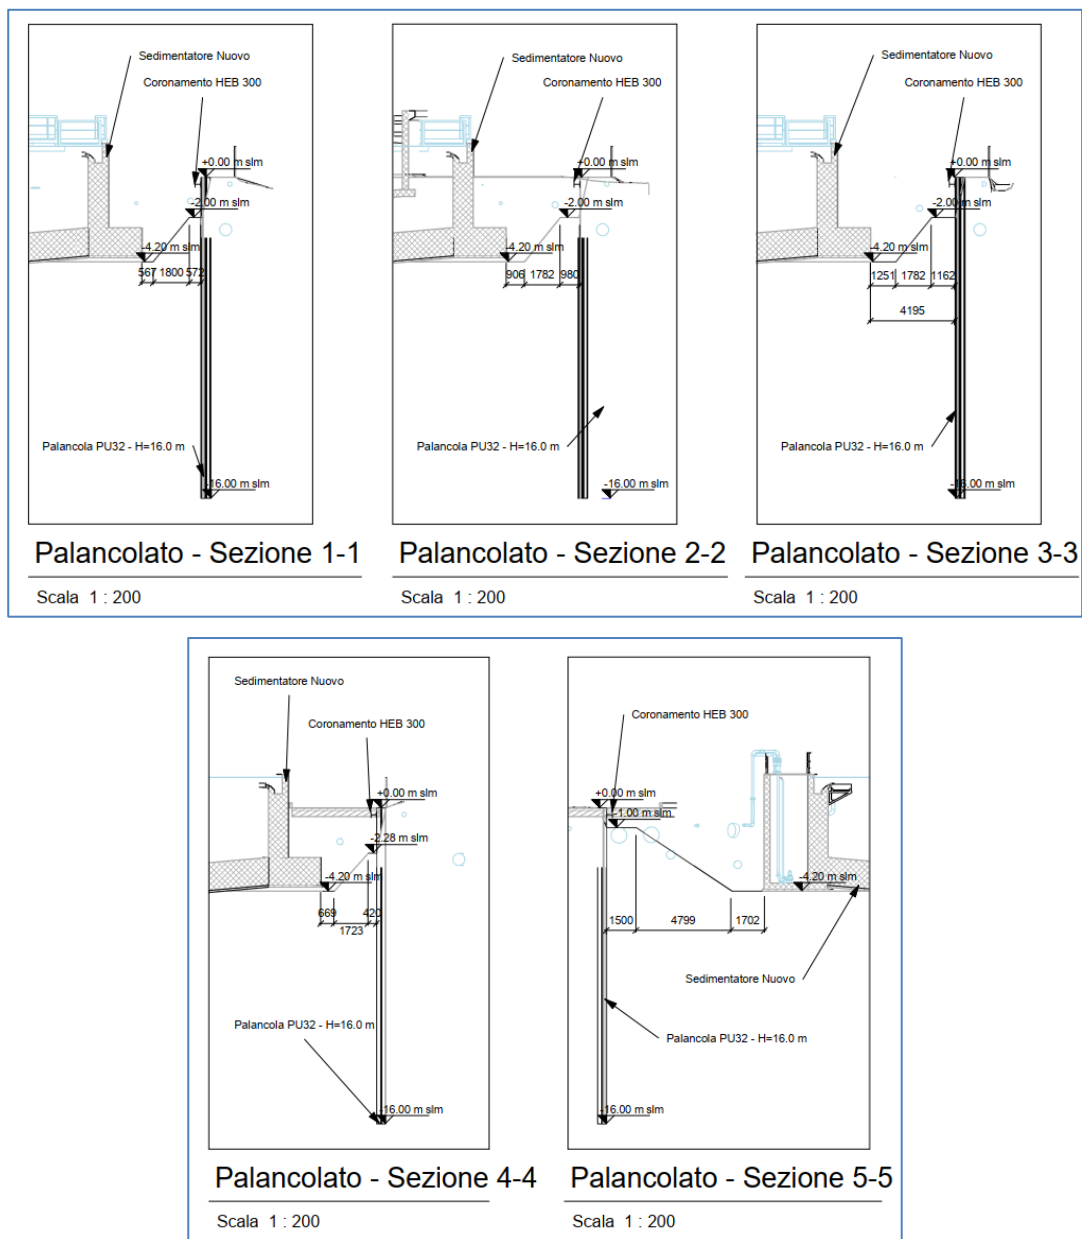 Sedimentatore Nuovo
Coronamento HEB 300
+0.00 m slm
-2.00 m slm
-4.20 m slm
567 1800 572
Palancola PU32 - H=16.0 m
-16.00 m slm
Palancolato - Sezione 1-1
Scala 1 : 200
Sedimentatore Nuovo
Coronamento HEB 300
+0.00 m slm
-2.00 m slm
-4.20 m slm
906 1782 980
Palancola PU32 - H=16.0 m
-16.00 m slm
Palancolato - Sezione 2-2
Scala 1 : 200
Sedimentatore Nuovo
Coronamento HEB 300
+0.00 m slm
-2.00 m slm
-4.20 m slm
1251 1782 1162
4195
Palancola PU32 - H=16.0 m
-16.00 m slm
Palancolato - Sezione 3-3
Scala 1 : 200
Sedimentatore Nuovo
Coronamento HEB 300
+0.00 m slm
-2.28 m slm
-4.20 m slm
669 420
1723
Palancola PU32 - H=16.0 m
-16.00 m slm
Palancolato - Sezione 4-4
Scala 1 : 200
Coronamento HEB 300
+0.00 m slm
-1.00 m slm
-4.20 m slm
1500 4799 1702
Sedimentatore Nuovo
Palancola PU32 - H=16.0 m
-16.00 m slm
Palancolato - Sezione 5-5
Scala 1 : 200